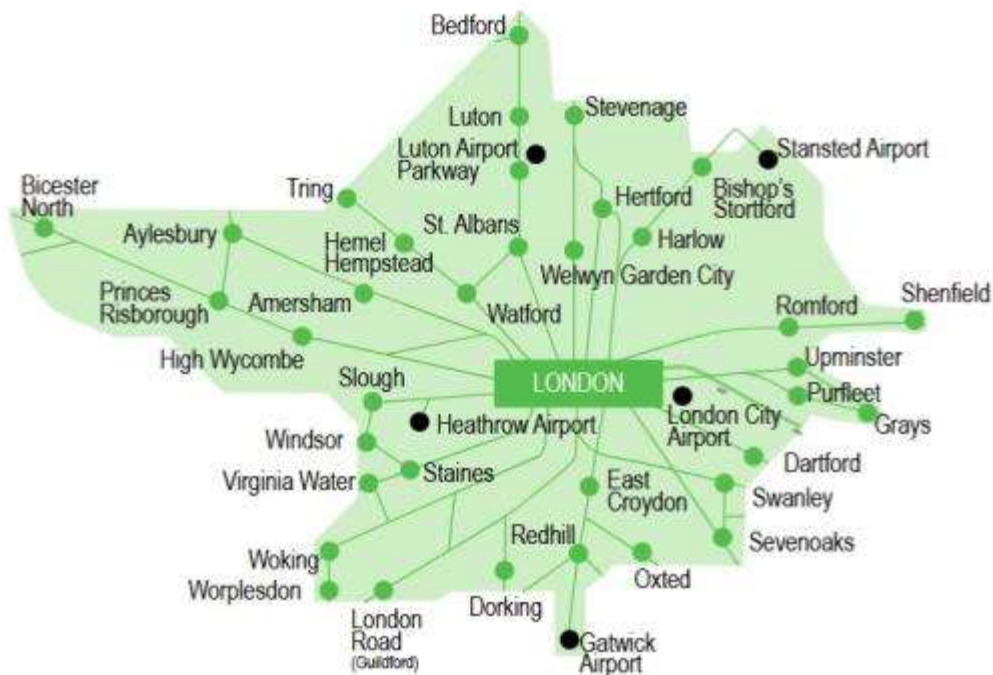 Bedford
Luton
Stevenage
Luton Airport
Parkway
Stansted Airport
Bicester
North
Tring
Hertford
Bishop's
Stortford
Aylesbury
Hemel
Hempstead
St. Albans
Harlow
Welwyn Garden City
Princes
Risborough
Amersham
Watford
Romford
Shenfield
High Wycombe
Slough
LONDON
Upminster
Purfleet
Grays
Windsor
Heathrow Airport
London City
Airport
Virginia Water
Staines
East
Croydon
Dartford
Swanley
Woking
Redhill
Sevenoaks
Worplesdon
London
Road
(Guildford)
Dorking
Oxted
Gatwick
Airport